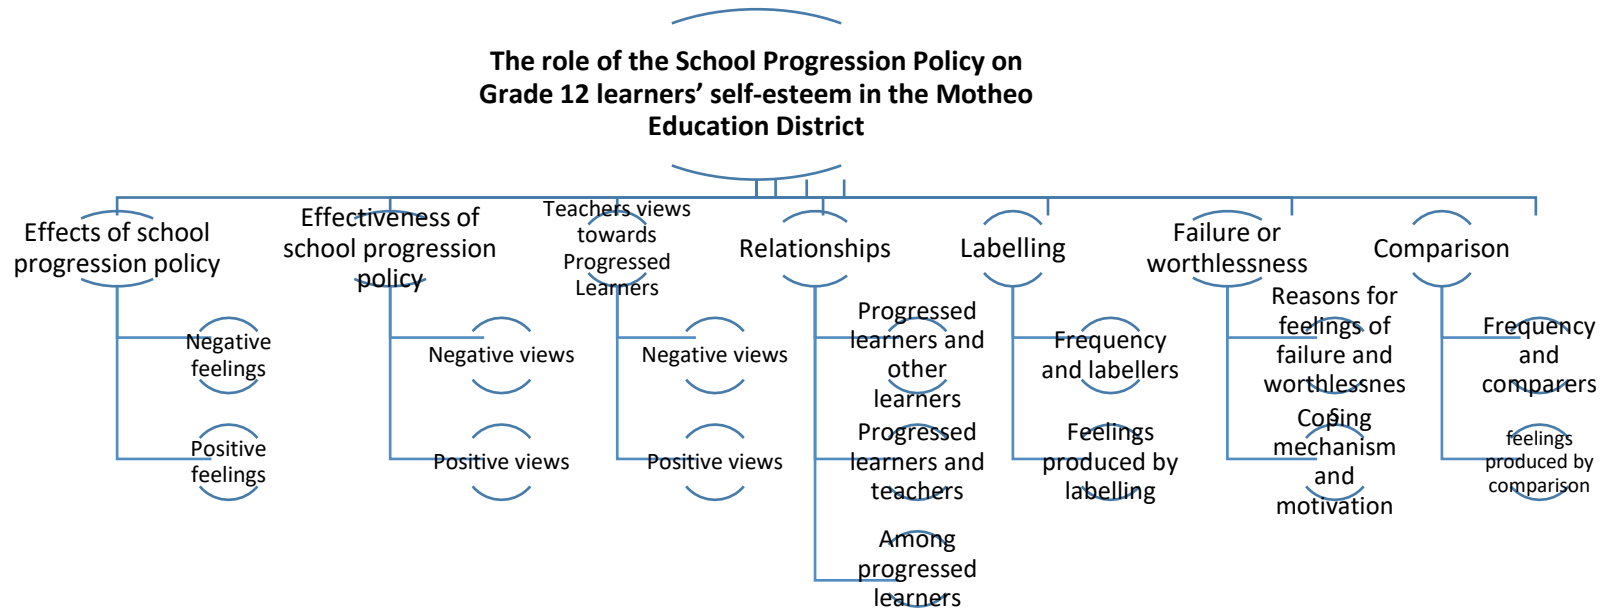 The role of the School Progression Policy on
Grade 12 learners’ self-esteem in the Motheo
Education District
Effects of school
progression policy
Negative
feelings
Positive
feelings
Effectiveness of
school progression
policy
Negative views
Positive views
Teachers views
towards
Progressed
Learners
Negative views
Positive views
Relationships
Progressed
learners and
other
learners
Progressed
learners and
teachers
Among
progressed
learners
Labelling
Frequency
and labellers
Feelings
produced by
labelling
Failure or
worthlessness
Reasons for
feelings of
failure and
worthlessnes
s
Coping
mechanism
and
motivation
Comparison
Frequency
and
comparers
feelings
produced by
comparison